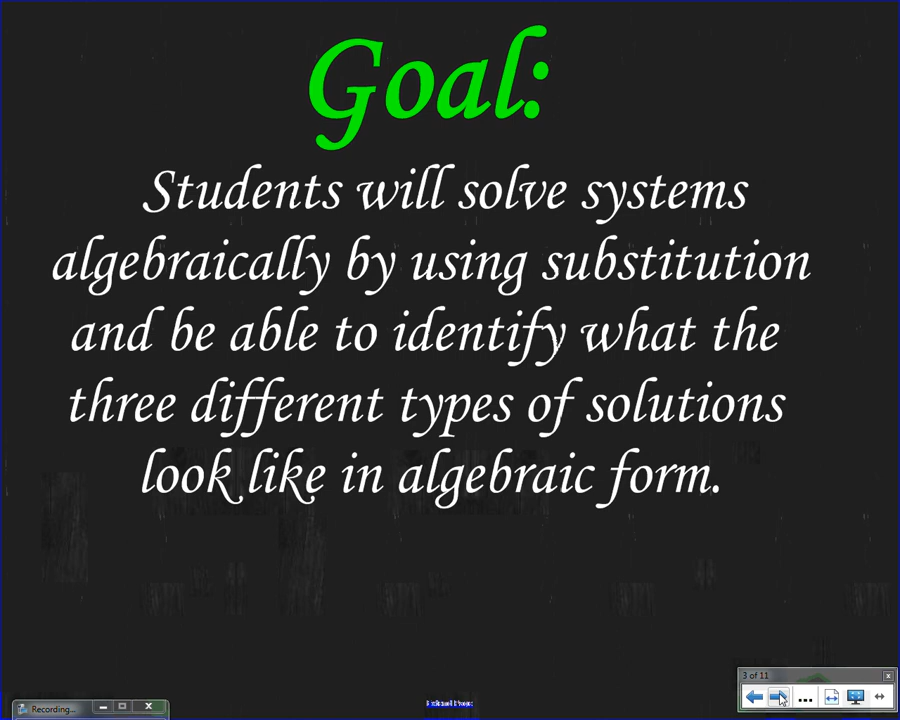 Goal:
Students will solve systems
algebraically by using substitution
and be able to identify what the
three different types of solutions
look like in algebraic form.
3 of 11
Recording...